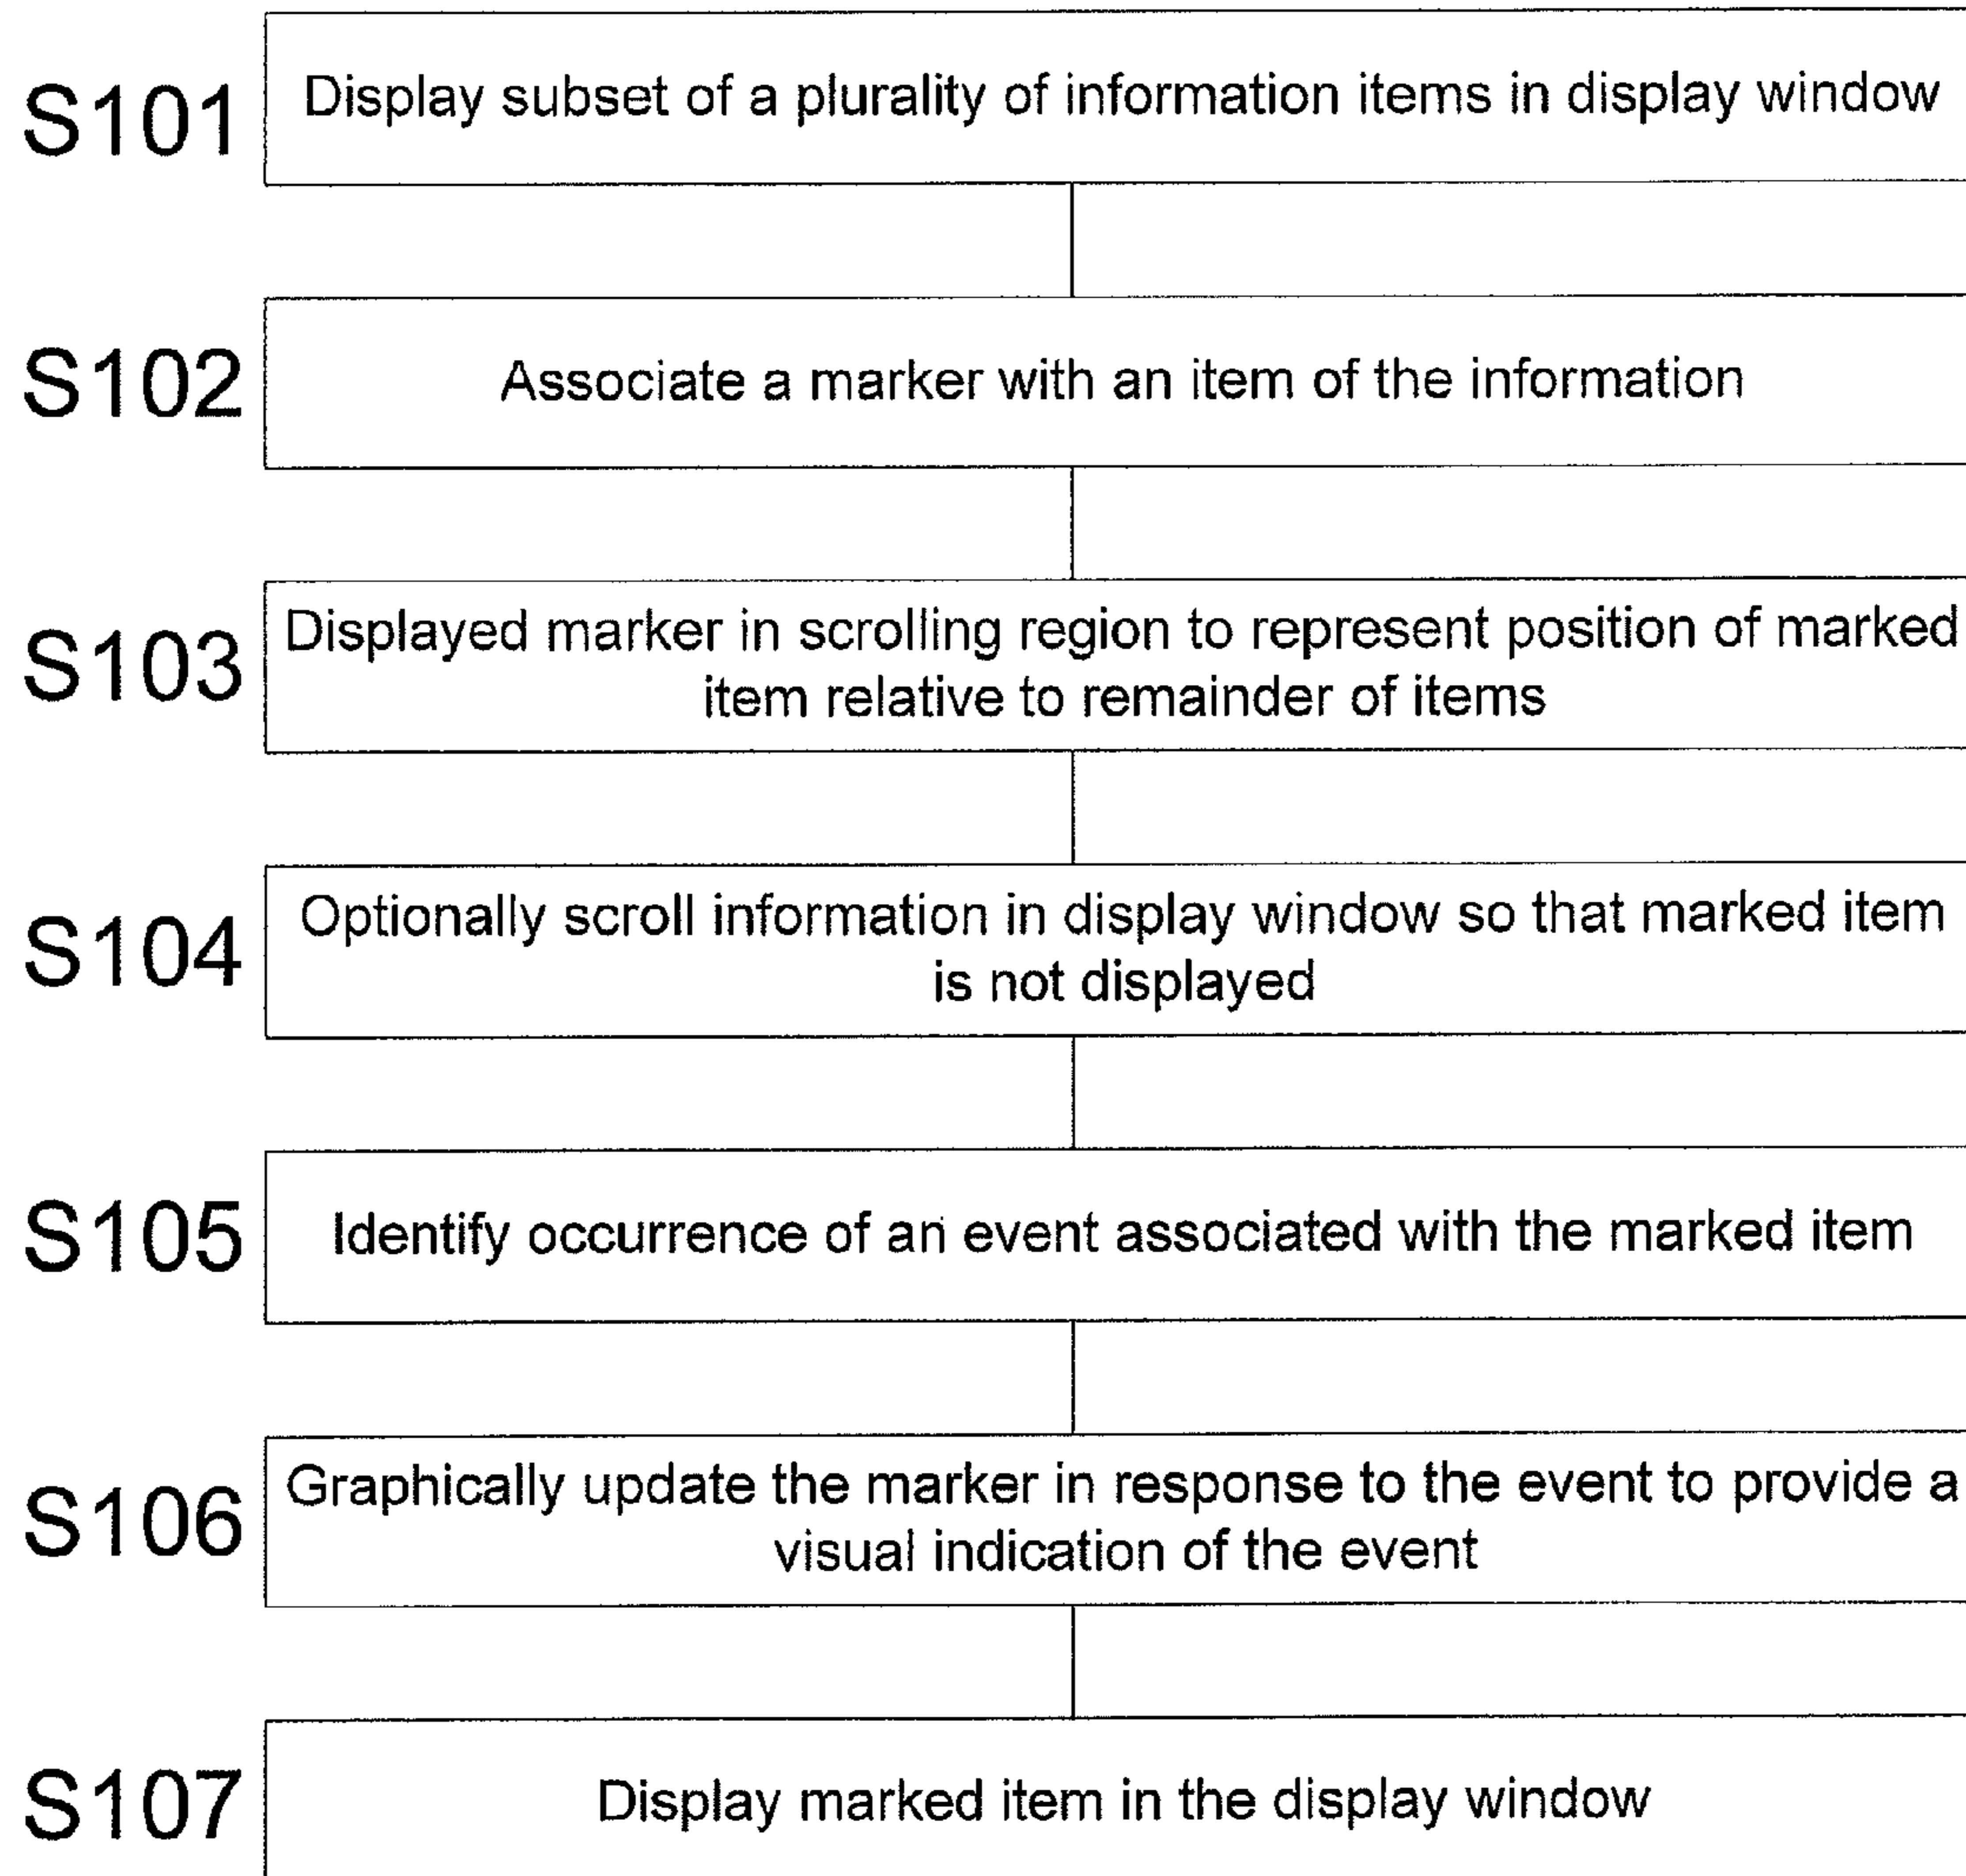 S101
Display subset of a plurality of information items in display window
S102
Associate a marker with an item of the information
S103
Displayed marker in scrolling region to represent position of marked
item relative to remainder of items
S104
Optionally scroll information in display window so that marked item
is not displayed
S105
Identify occurrence of an event associated with the marked item
S106
Graphically update the marker in response to the event to provide a
visual indication of the event
S107
Display marked item in the display window